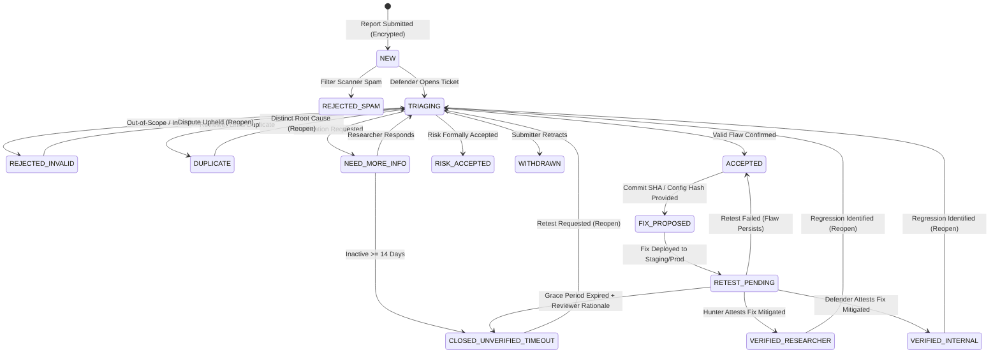 Report Submitted
(Encrypted)
NEW
Filter Scanner Spam
Defender Opens Ticket
REJECTED_SPAM
TRIAGING
Out-of-Scope /
Dispute Upheld (Reopen)
Duplicate
Distinct Root Cause
(Reopen)
Requested
Researcher Responds
Risk Formally Accepted
Submitter Retracts
Valid Flaw Confirmed
REJECTED_INVALID
DUPLICATE
NEED_MORE_INFO
RISK_ACCEPTED
WITHDRAWN
ACCEPTED
Commit SHA / Config Hash
Provided
FIX_PROPOSED
Retest Requested (Reopen)
Retest Failed (Flaw
Persists)
Regression Identified
(Reopen)
Regression Identified
(Reopen)
Inactive >= 14 Days
Fix Deployed to
Staging/Prod
RETEST_PENDING
Grace Period Expired +
Reviewer Rationale
Hunter Attests Fix Mitigated
Defender Attests Fix
Mitigated
CLOSED_UNVERIFIED_TIMEOUT
VERIFIED_RESEARCHER
VERIFIED_INTERNAL